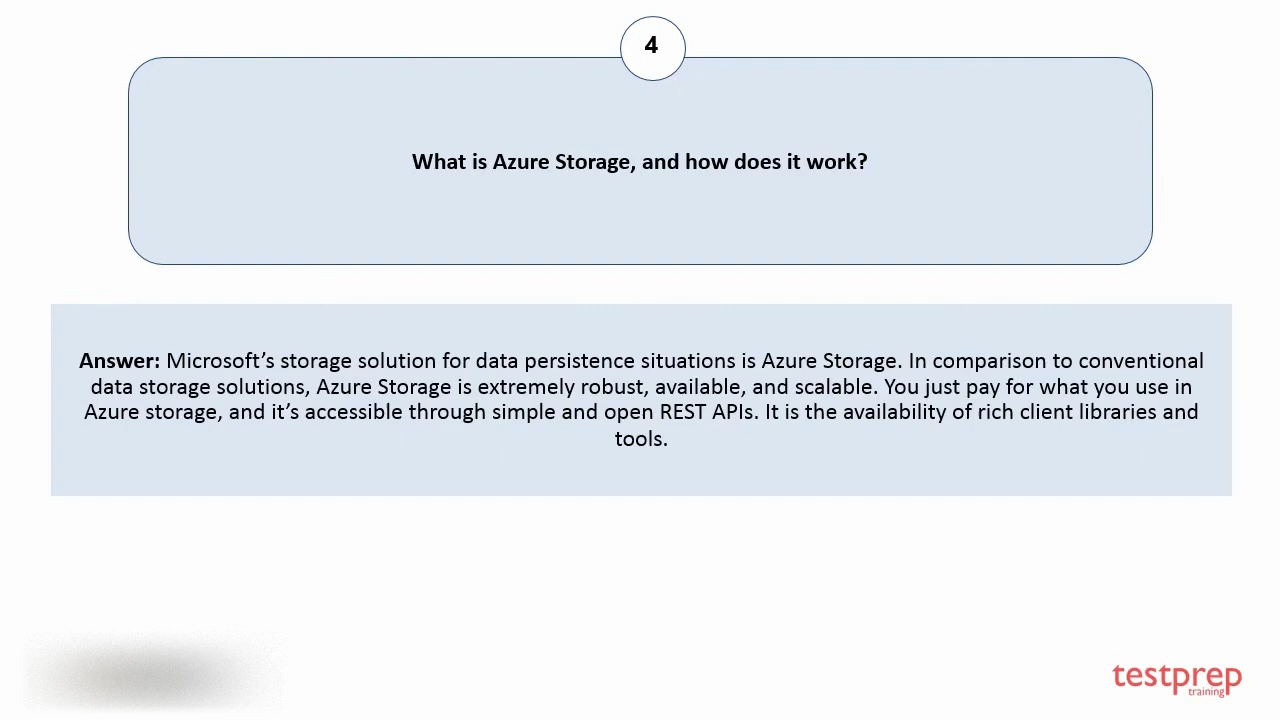 4
What is Azure Storage, and how does it work?
Answer: Microsoft’s storage solution for data persistence situations is Azure Storage. In comparison to conventional
data storage solutions, Azure Storage is extremely robust, available, and scalable. You just pay for what you use in
Azure storage, and it’s accessible through simple and open REST APIs. It is the availability of rich client libraries and
tools.
testprep
training